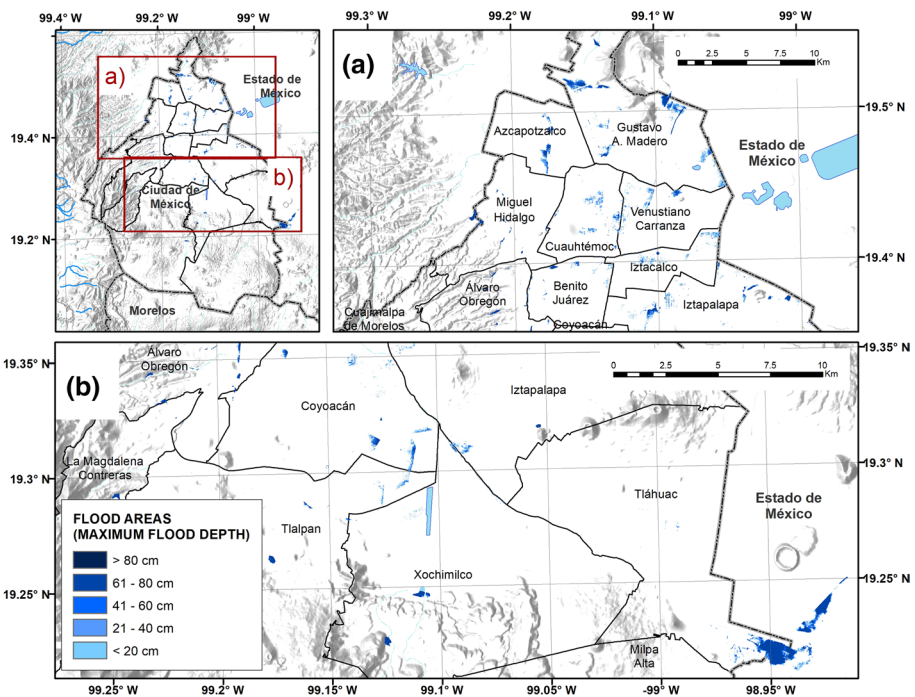 99.4 W
99.2 W
99 W
19.4 N
19.2 N
a)
b)
Estado de
México
Ciudad de
México
Morelos
99.3 W
99.2 W
99.1 W
99 W
(a)
0 2.5 5 7.5 10
Km
19.5° N
19.4° N
Azcapotzalco
Gustavo
A. Madero
Estado de
México
Miguel
Hidalgo
Venustiano
Carranza
Cuauhtémoc
Iztacalco
Álvaro
Obregón
Benito
Juárez
Iztapalapa
Cuajimalpa
de Morelos
Coyoacán
19.35° N
19.3° N
19.25° N
(b)
0 2.5 5 7.5 10
Km
19.35° N
19.3° N
19.25° N
Álvaro
Obregón
Coyoacán
Iztapalapa
La Magdalena
Contreras
Tláhuac
Estado de
México
Tlalpan
Xochimilco
Milpa
Alta
FLOOD AREAS
(MAXIMUM FLOOD DEPTH)
> 80 cm
61 - 80 cm
41 - 60 cm
21 - 40 cm
< 20 cm
99.25 W
99.2 W
99.15 W
99.1 W
99.05 W
99 W
98.95 W
98.9 W